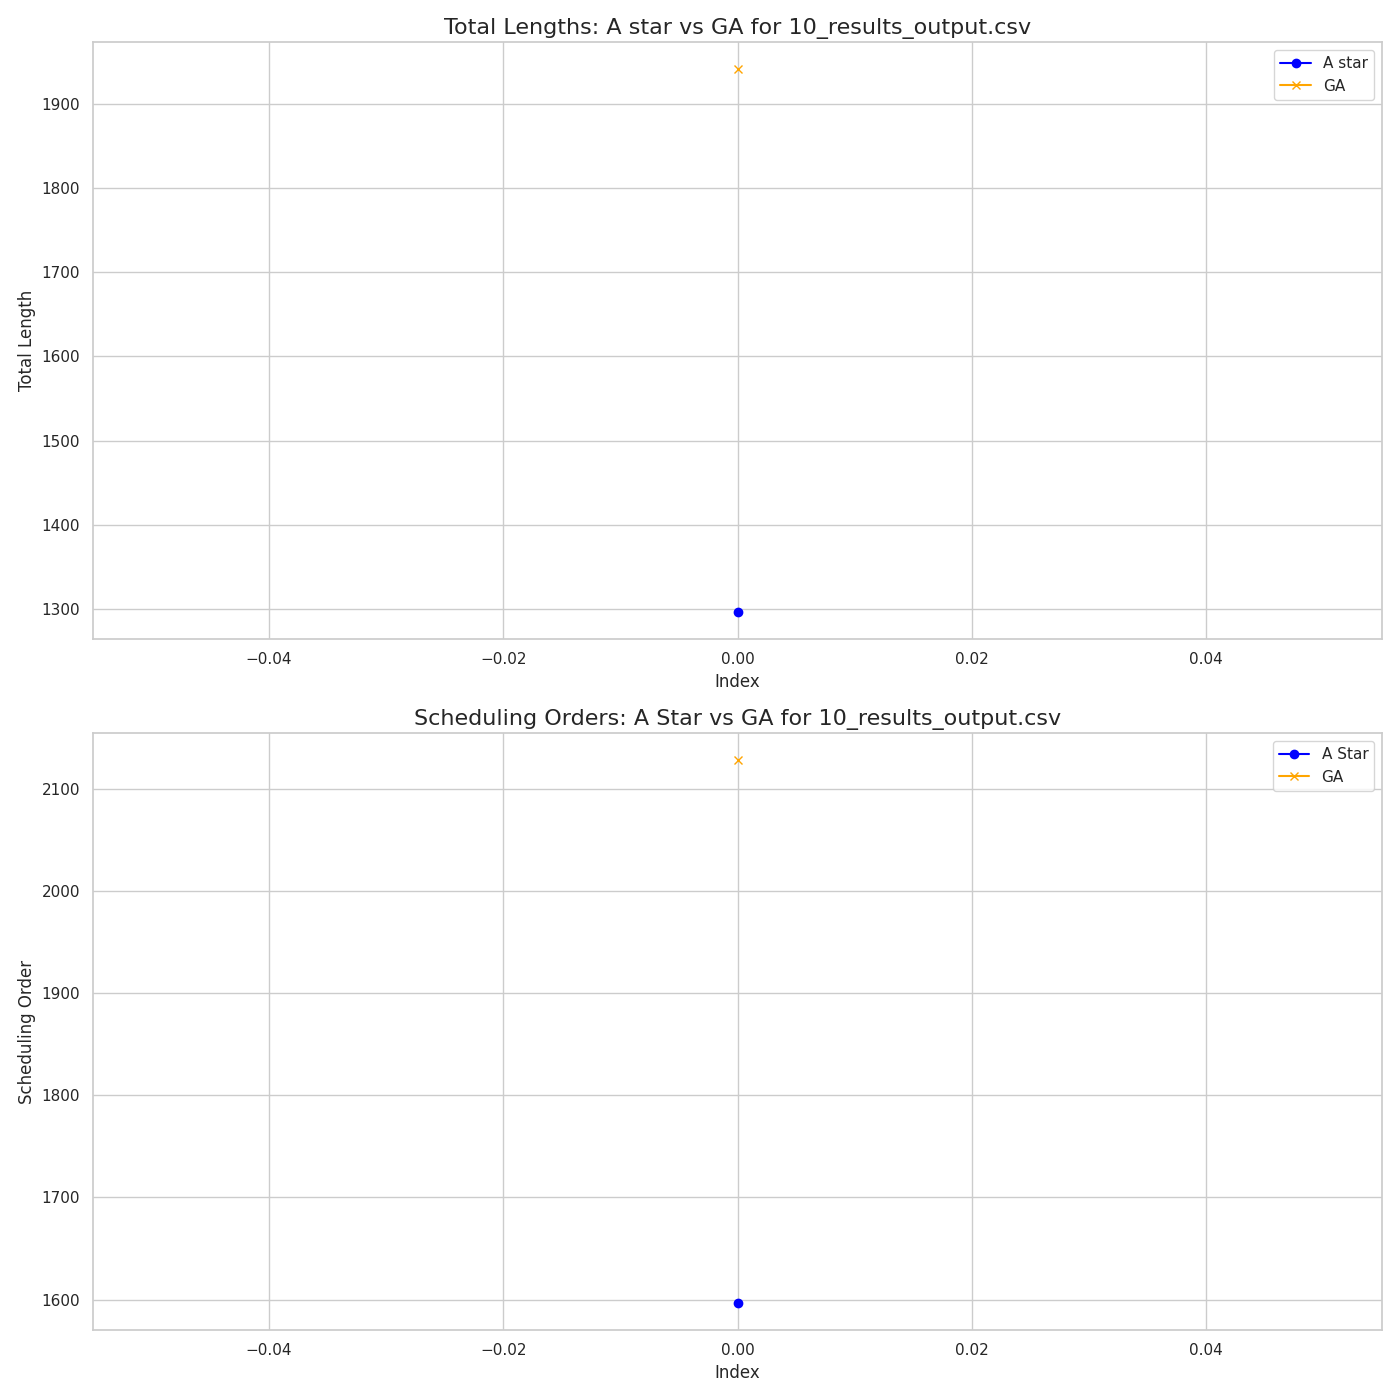 Total Lengths: A star vs GA for 10_results_output.csv
A star
GA
1900
1800
1700
1600
1500
1400
1300
Total Length
−0.04
−0.02
0.00
0.02
0.04
Index
Scheduling Orders: A Star vs GA for 10_results_output.csv
A Star
GA
2100
2000
1900
1800
1700
1600
Scheduling Order
−0.04
−0.02
0.00
0.02
0.04
Index